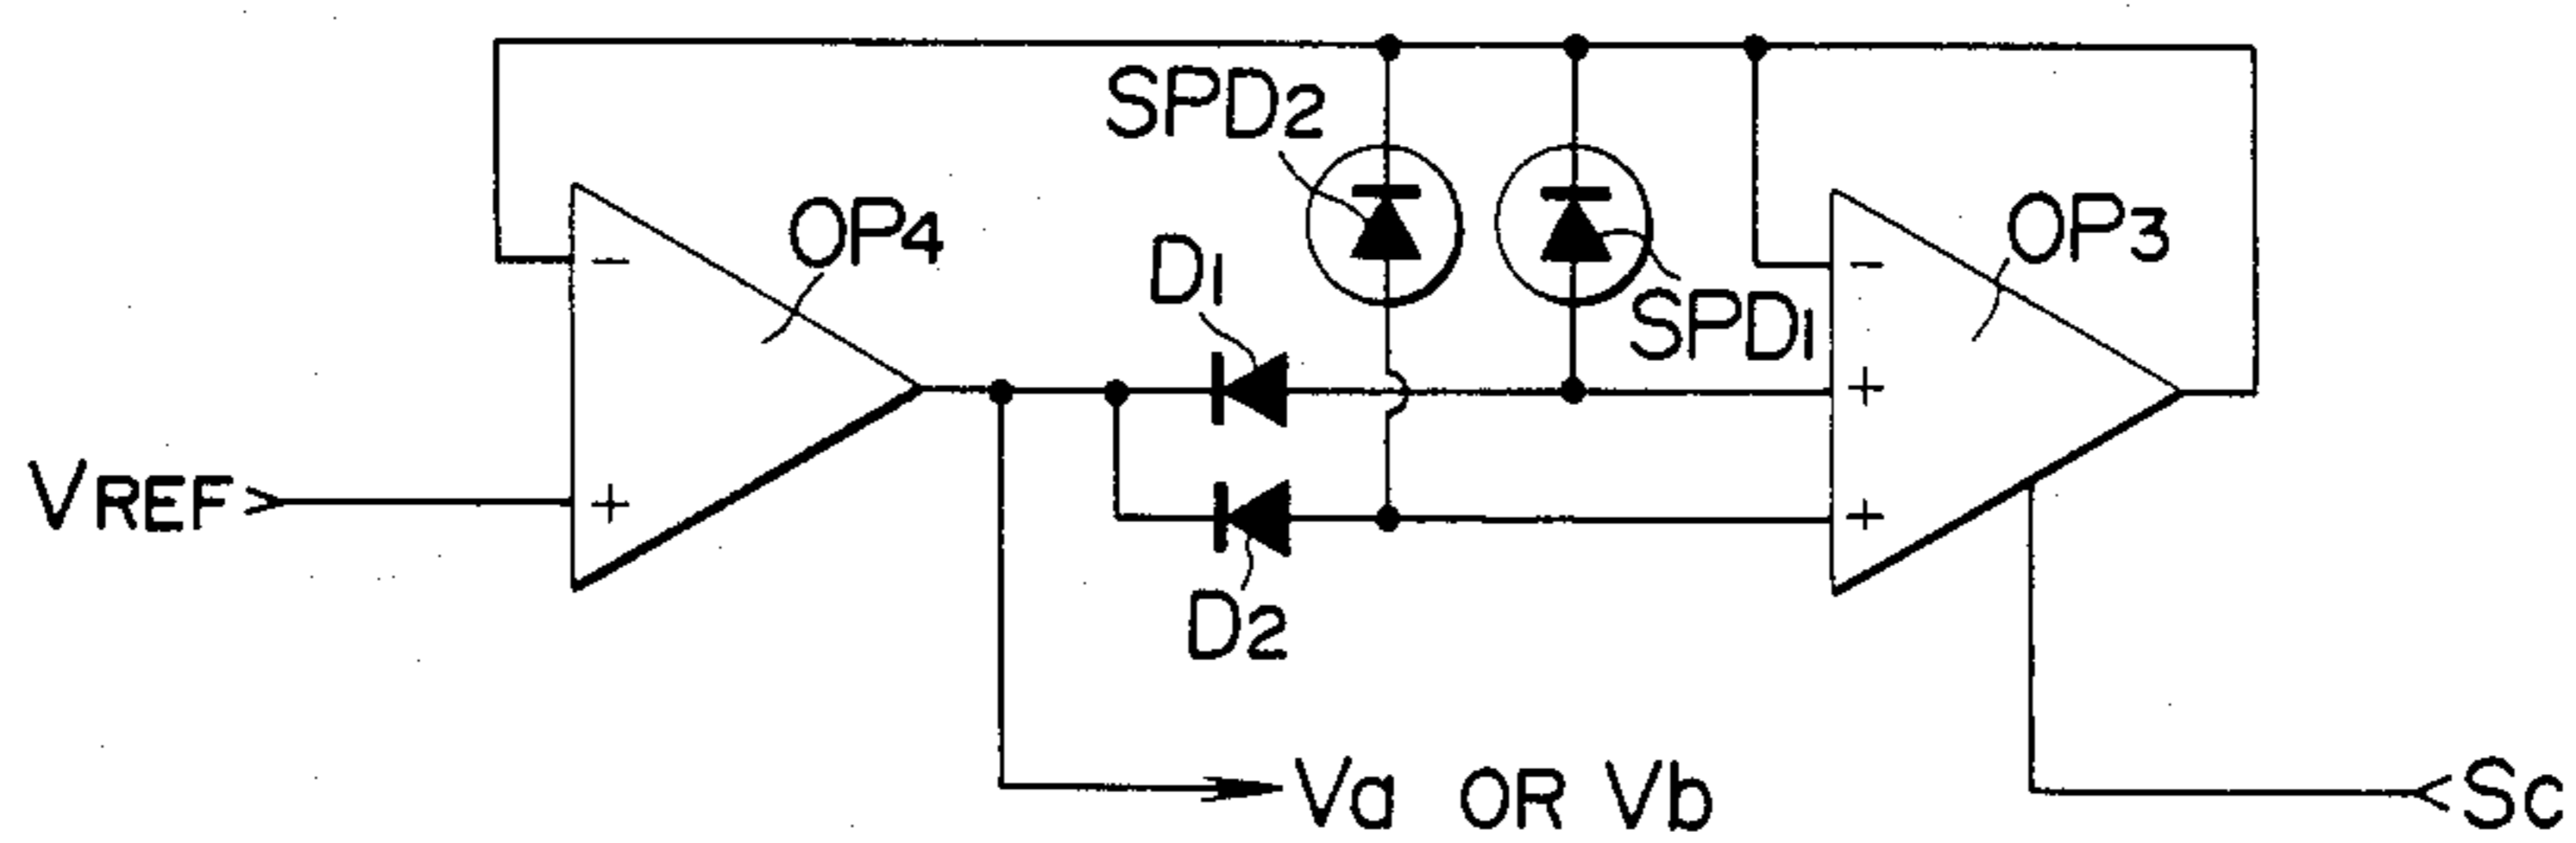 SPD2
OP4
OP3
D1
SPD1
−
−
+
VREF
+
+
D2
Va OR Vb
Sc